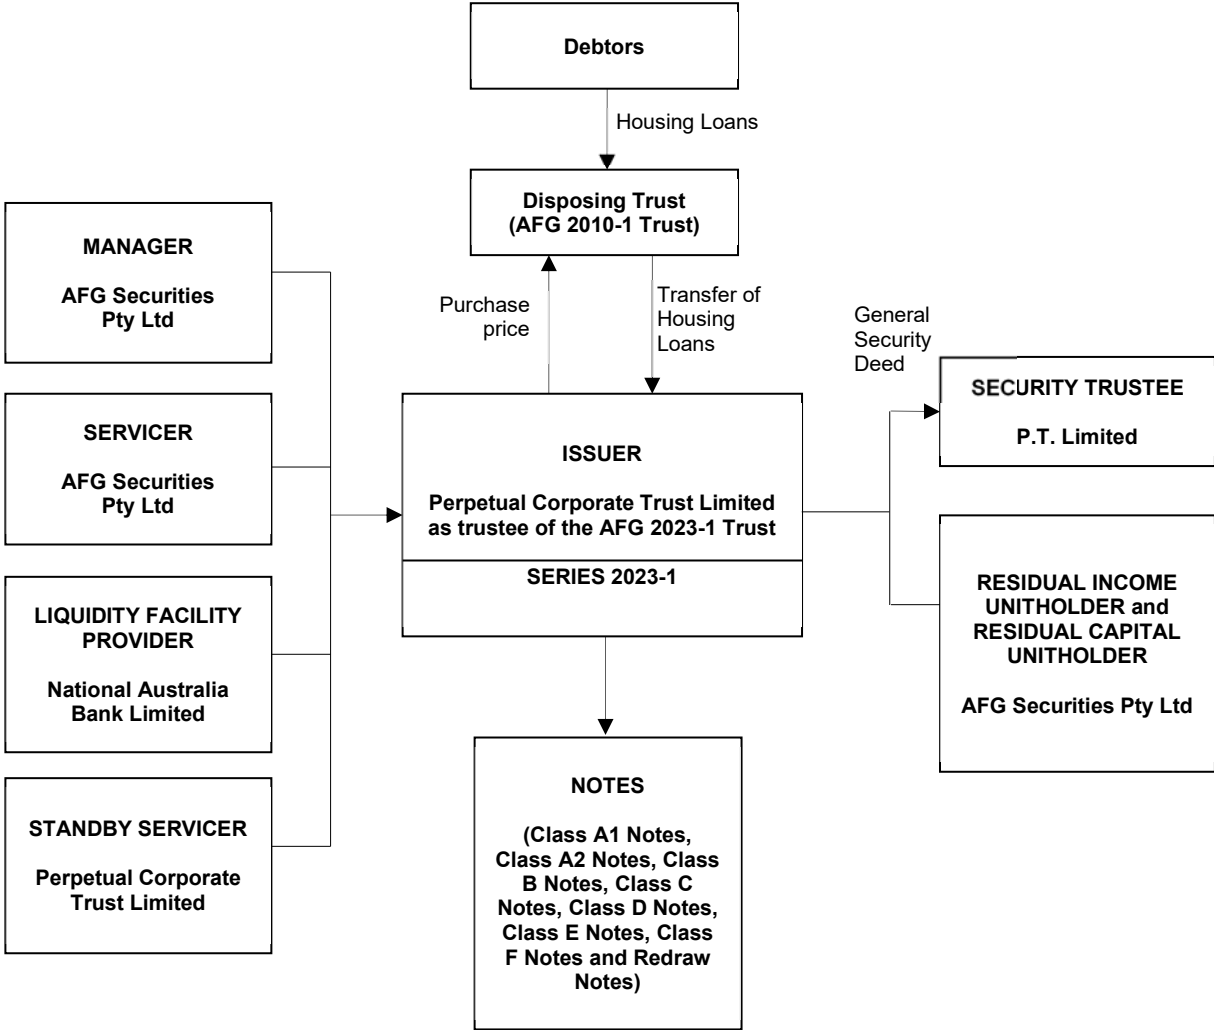 Debtors
Housing Loans
Disposing Trust
(AFG 2010-1 Trust)
MANAGER
AFG Securities
Pty Ltd
Purchase
price
Transfer of
Housing
Loans
General
Security
Deed
SERVICER
AFG Securities
Pty Ltd
ISSUER
Perpetual Corporate Trust Limited
as trustee of the AFG 2023-1 Trust
SERIES 2023-1
SECURITY TRUSTEE
P.T. Limited
LIQUIDITY FACILITY
PROVIDER
National Australia
Bank Limited
RESIDUAL INCOME
UNITHOLDER and
RESIDUAL CAPITAL
UNITHOLDER
AFG Securities Pty Ltd
STANDBY SERVICER
Perpetual Corporate
Trust Limited
NOTES
(Class A1 Notes,
Class A2 Notes, Class
B Notes, Class C
Notes, Class D Notes,
Class E Notes, Class
F Notes and Redraw
Notes)